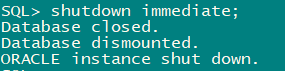 SQL> shutdown immediate;
Database closed.
Database dismounted.
ORACLE instance shut down.